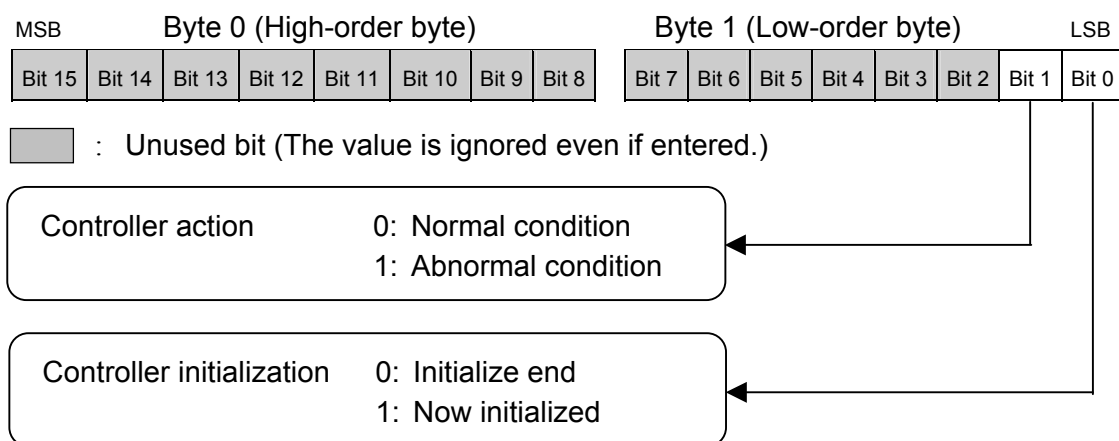 MSB Byte 0 (High-order byte) Byte 1 (Low-order byte) LSB
Bit 15 Bit 14 Bit 13 Bit 12 Bit 11 Bit 10 Bit 9 Bit 8 Bit 7 Bit 6 Bit 5 Bit 4 Bit 3 Bit 2 Bit 1 Bit 0
: Unused bit (The value is ignored even if entered.)
Controller action 0: Normal condition
1: Abnormal condition
Controller initialization 0: Initialize end
1: Now initialized